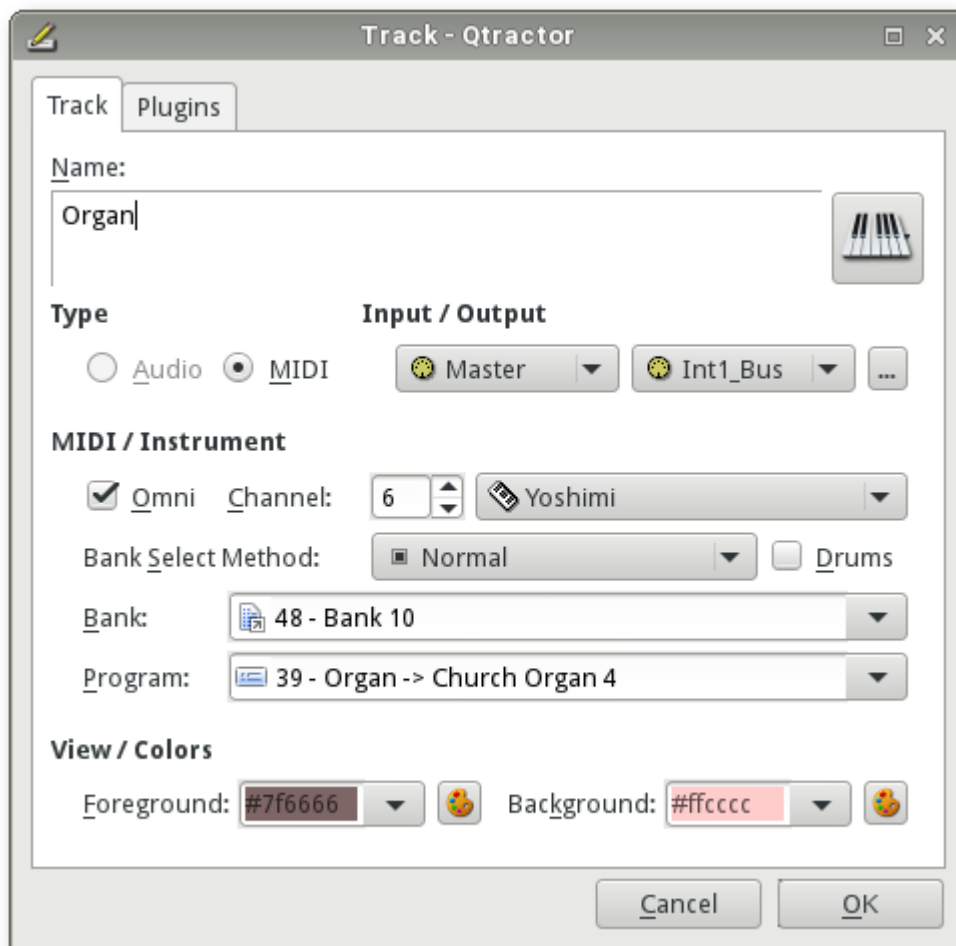 Track - Qtractor
Track Plugins
Name:
Organ
Type Input / Output
Audio MIDI Master Int1_Bus ...
MIDI / Instrument
Omni Channel: 6 Yoshimi
Bank Select Method: Normal Drums
Bank: 48 - Bank 10
Program: 39 - Organ -> Church Organ 4
View / Colors
Foreground: #7f6666 Background: #ffcccc
Cancel OK